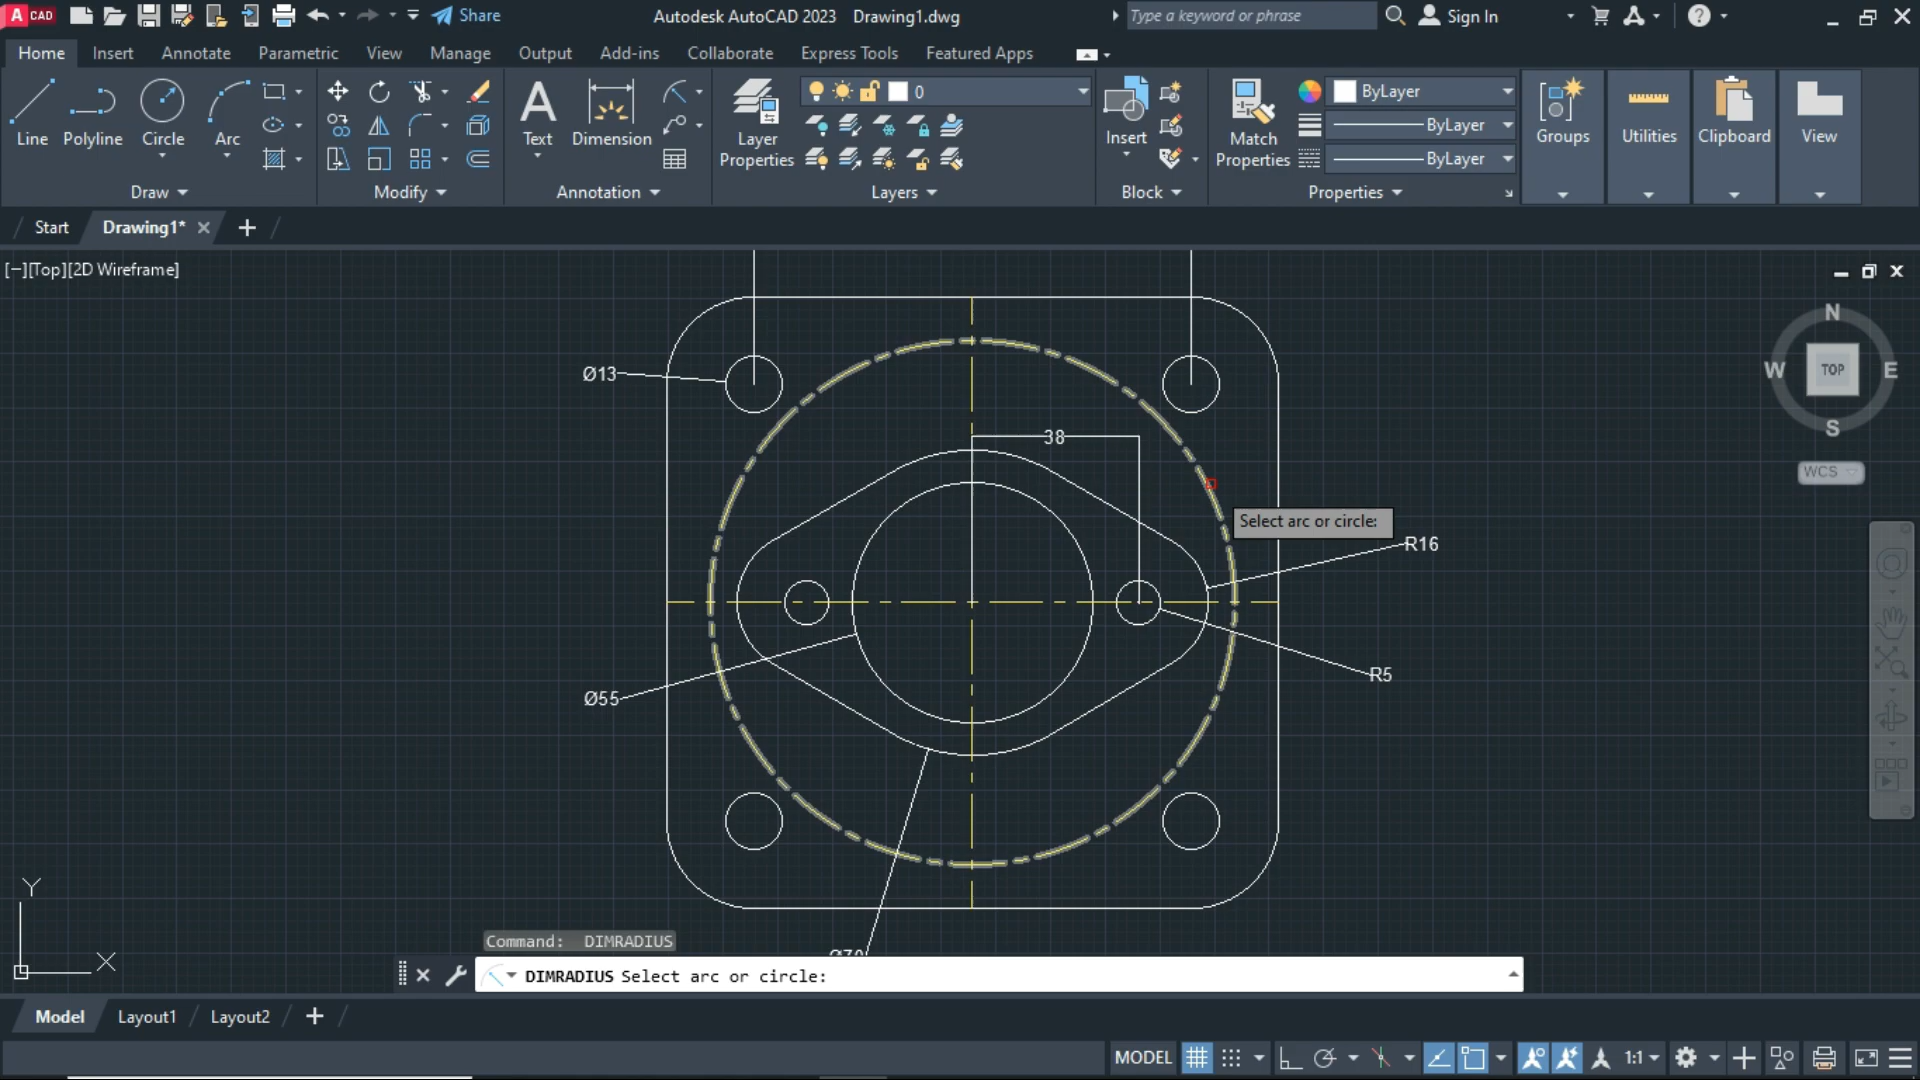 A CAD
Share
Autodesk AutoCAD 2023 Drawing1.dwg
Type a keyword or phrase
Sign In
Home Insert Annotate Parametric View Manage Output Add-ins Collaborate Express Tools Featured Apps
Line Polyline Circle Arc
Text Dimension
Layer Properties
0
Insert
Match Properties
ByLayer
ByLayer
ByLayer
Groups Utilities Clipboard View
Draw Modify Annotation Layers Block Properties
Start Drawing1*
[−][Top][2D Wireframe]
N
W TOP E
S
WCS
Ø13
38
Select arc or circle:
R16
R5
Ø55
Ø70
Y
X
Command: DIMRADIUS
DIMRADIUS Select arc or circle:
Model Layout1 Layout2
MODEL 1:1